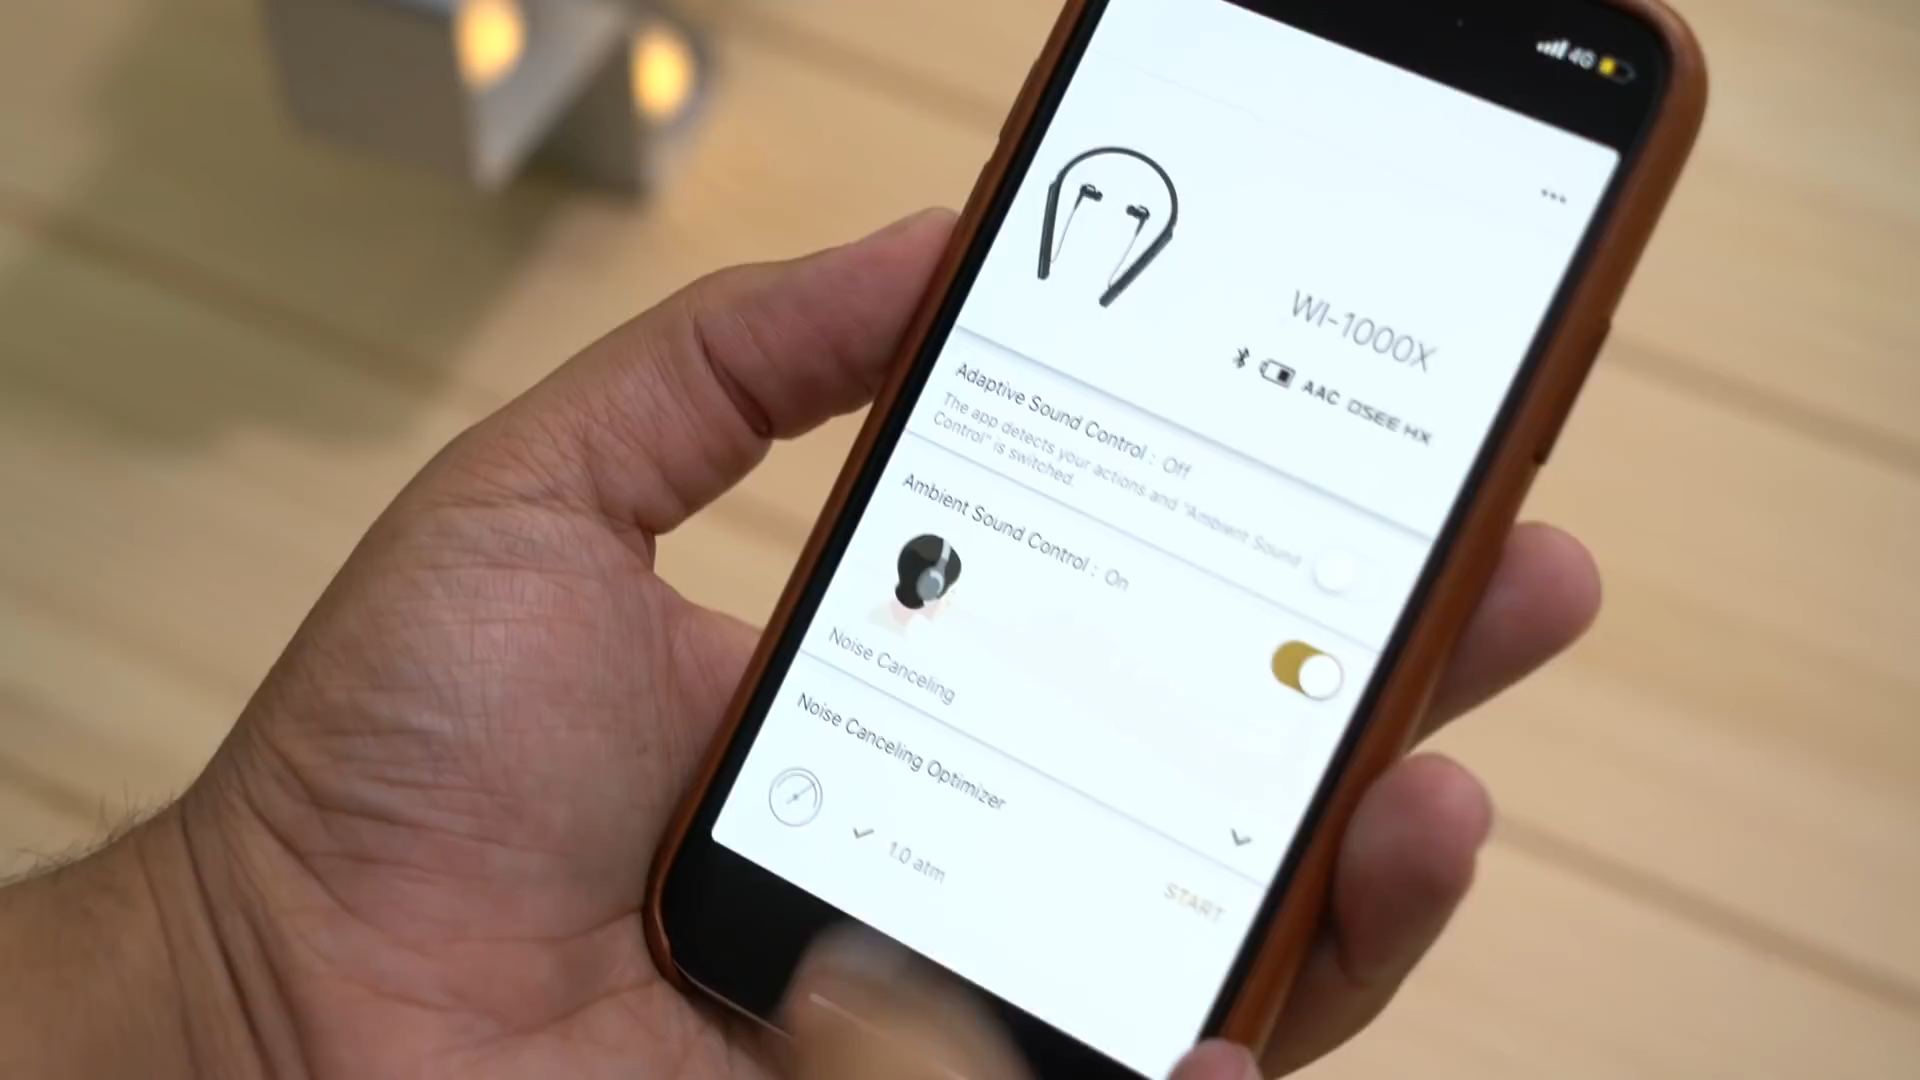 4G
WI-1000X
AAC DSEE HX
Adaptive Sound Control : Off
The app detects your actions and "Ambient Sound
Control" is switched.
Ambient Sound Control : On
Noise Canceling
Noise Canceling Optimizer
1.0 atm
START